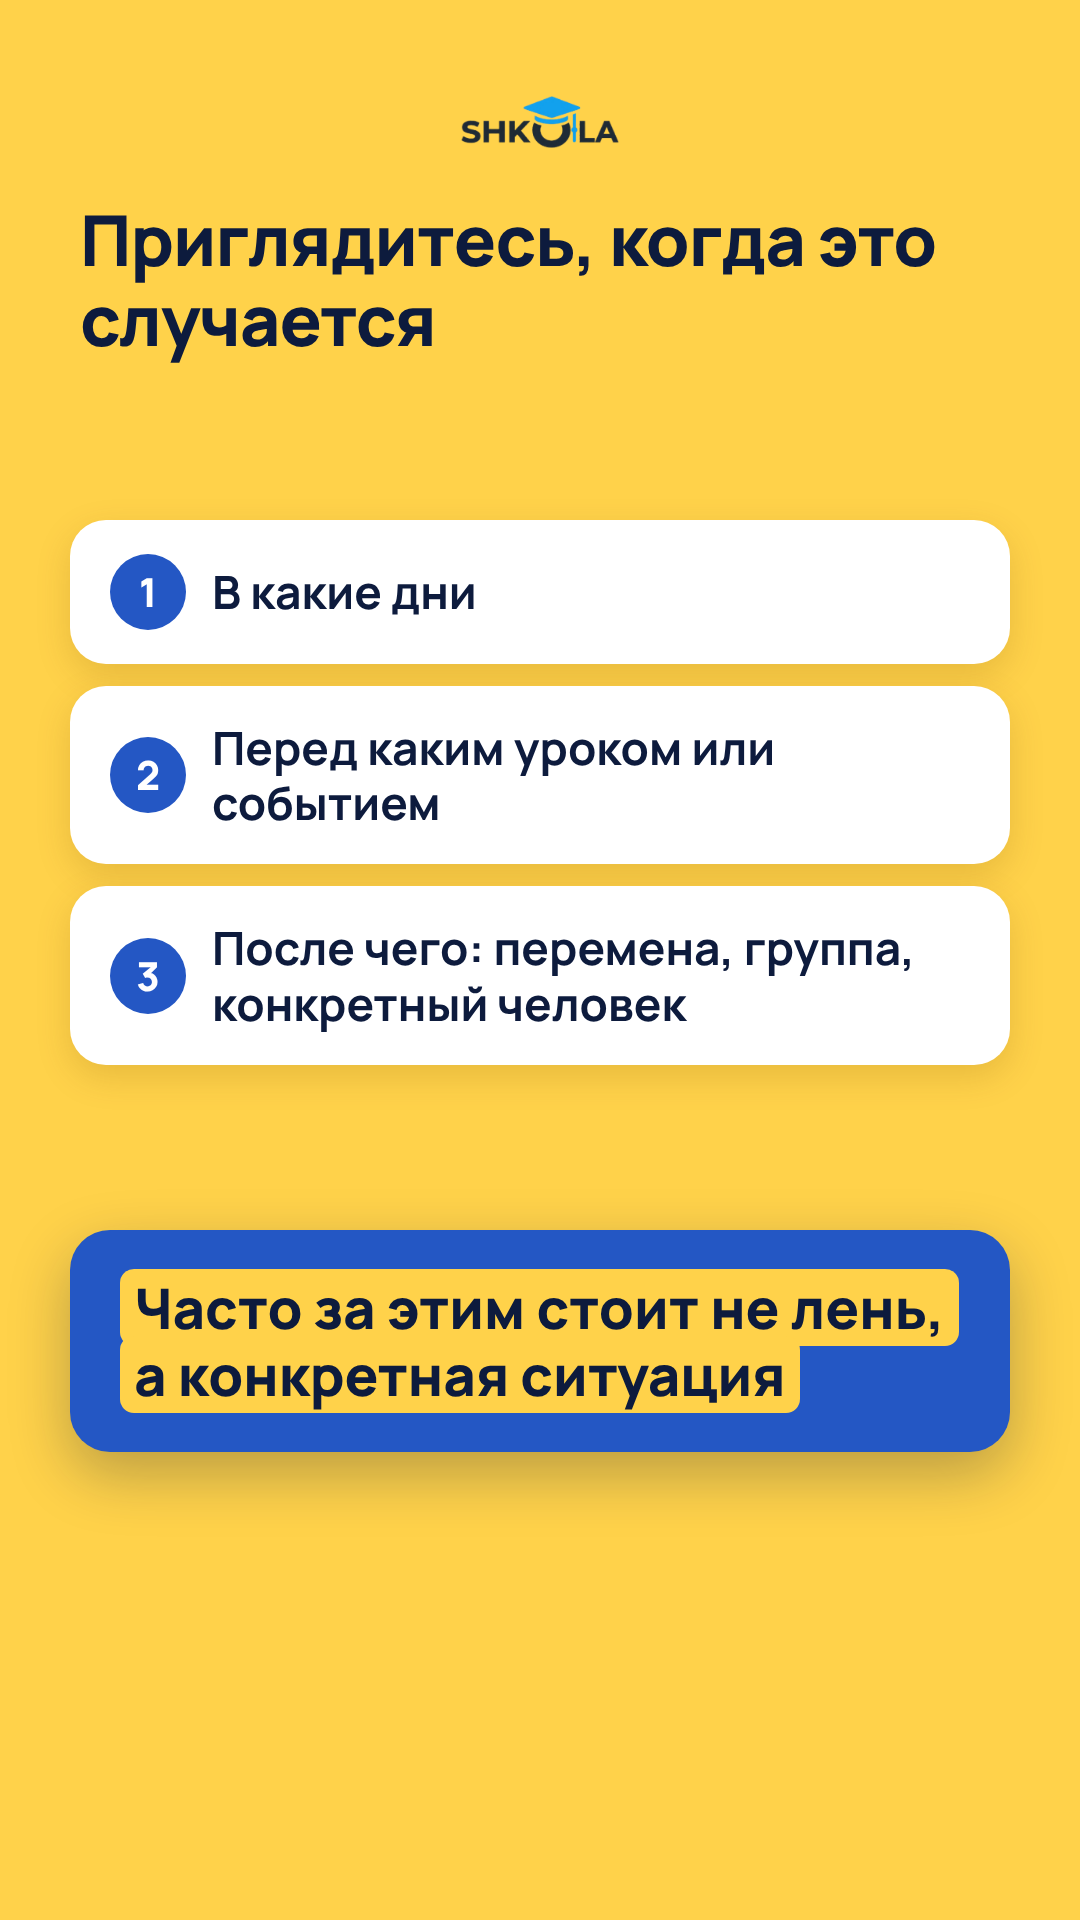 SHKOLA
Приглядитесь, когда это
случается
1 В какие дни
2 Перед каким уроком или
событием
3 После чего: перемена, группа,
конкретный человек
Часто за этим стоит не лень,
а конкретная ситуация